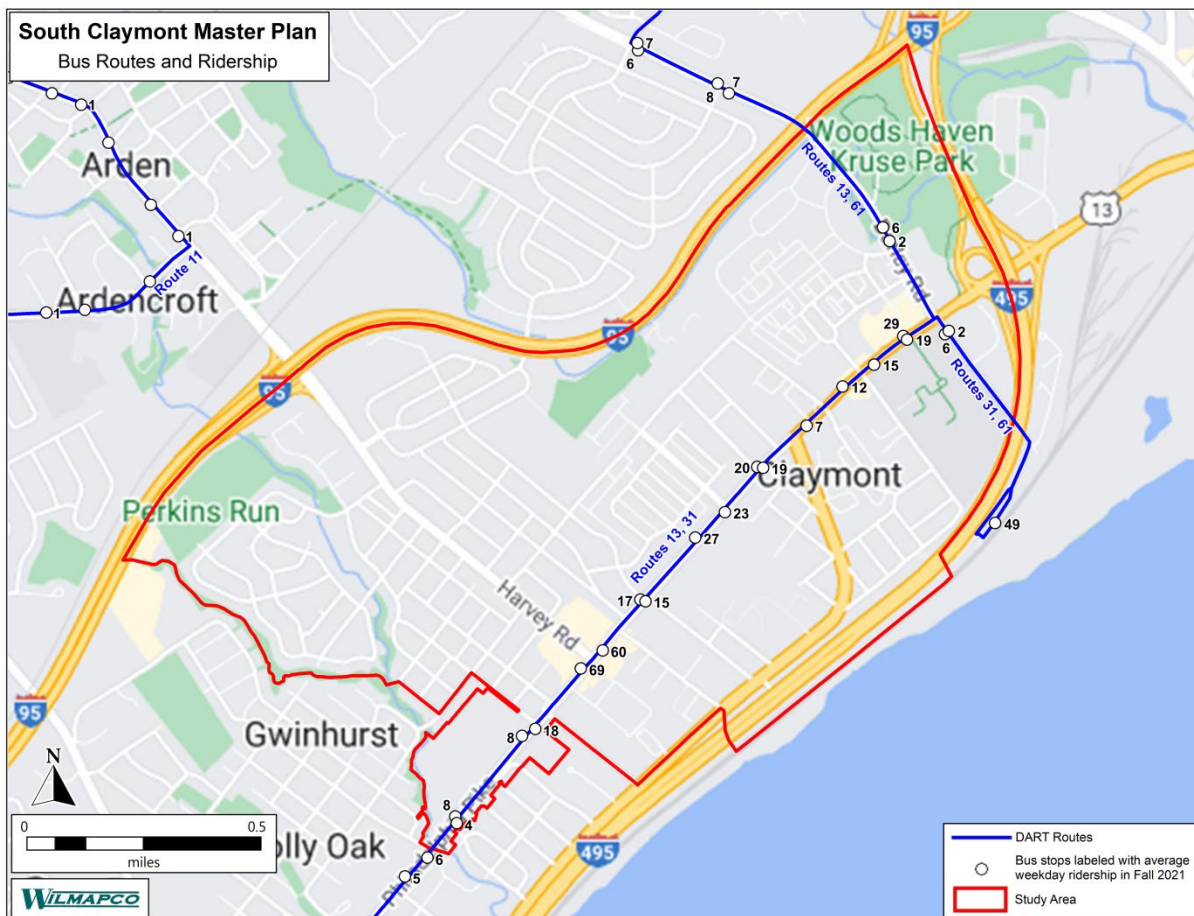 South Claymont Master Plan
Bus Routes and Ridership
95
7
6
7
8
1
Arden
Woods Haven
Kruse Park
Routes 13, 61
13
6
2
1
Route 11
Ardencroft
1
495
95
29
19
2
6
15
Routes 31, 61
12
95
7
20
19
Claymont
Perkins Run
23
49
27
Routes 13, 31
17
15
Harvey Rd
60
69
95
Gwinhurst
18
8
N
8
4
0
0.5
miles
olly Oak
6
495
5
WILMAPCO
DART Routes
Bus stops labeled with average
weekday ridership in Fall 2021
Study Area